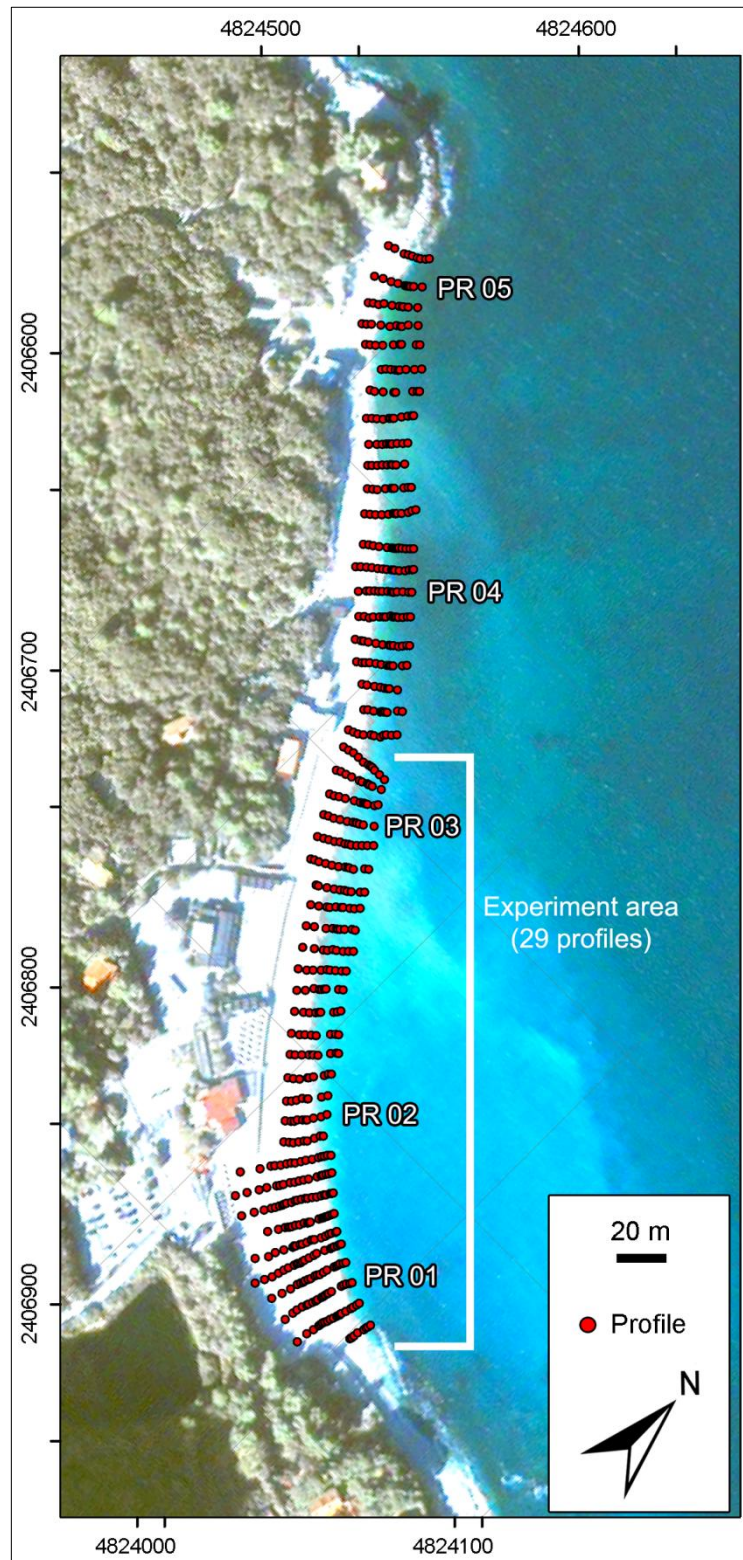 4824500 4824600
PR 05
2406600
PR 04
2406700
PR 03
Experiment area
(29 profiles)
2406800
PR 02
20 m
PR 01
2406900
Profile
N
4824000 4824100